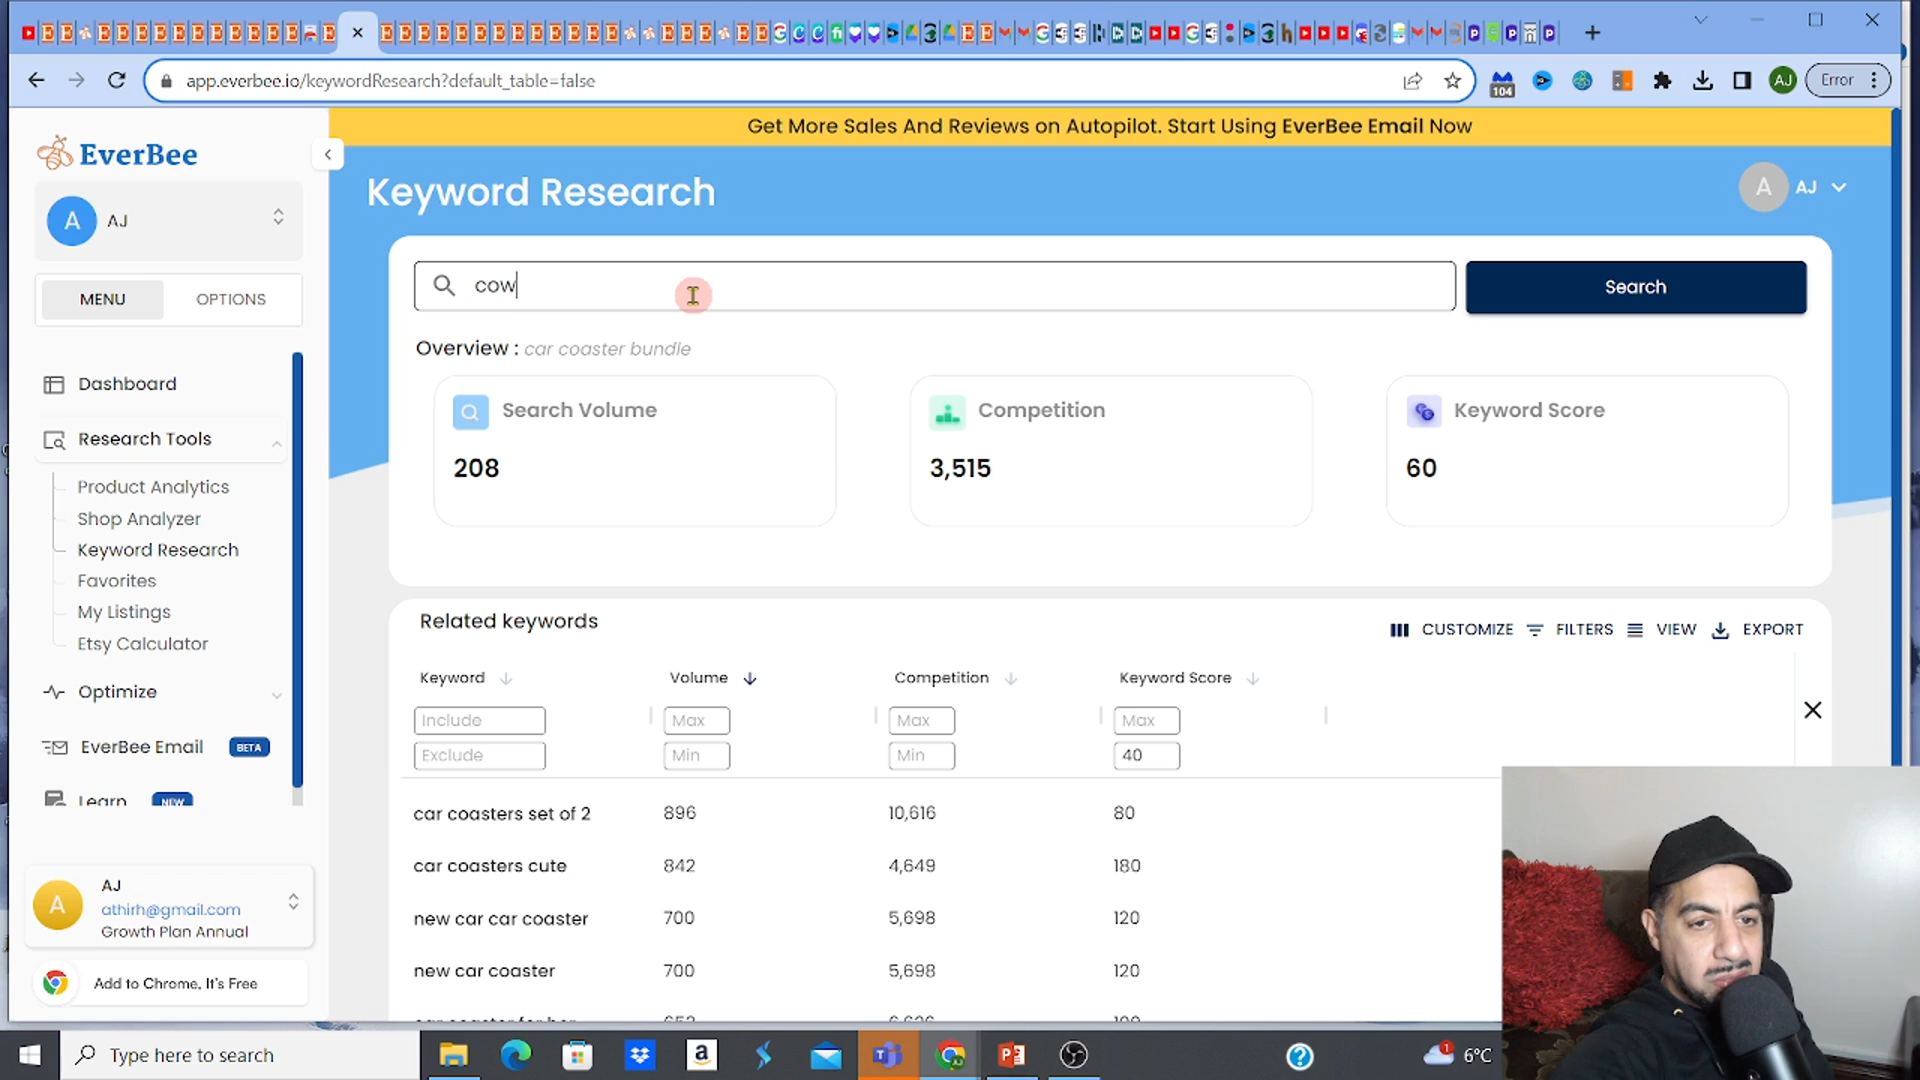 app.everbee.io/keywordResearch?default_table=false
104
AJ
Error
EverBee
Get More Sales And Reviews on Autopilot. Start Using EverBee Email Now
A
AJ
MENU
OPTIONS
Dashboard
Research Tools
Product Analytics
Shop Analyzer
Keyword Research
Favorites
My Listings
Etsy Calculator
Optimize
EverBee Email
BETA
Learn
NEW
A
AJ
athirh@gmail.com
Growth Plan Annual
Add to Chrome, It's Free
Keyword Research
A
AJ
cow
Search
Overview : car coaster bundle
Search Volume
208
Competition
3,515
Keyword Score
60
Related keywords
CUSTOMIZE
FILTERS
VIEW
EXPORT
Keyword
Volume
Competition
Keyword Score
Include
Max
Max
Max
Exclude
Min
Min
40
car coasters set of 2
896
10,616
80
car coasters cute
842
4,649
180
new car car coaster
700
5,698
120
new car coaster
700
5,698
120
Type here to search
1
6°C